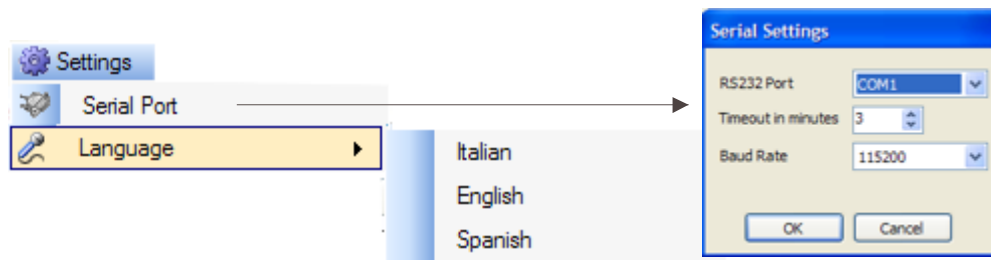 Settings
Serial Port
Language
Italian
English
Spanish
Serial Settings
RS232 Port COM1
Timeout in minutes 3
Baud Rate 115200
OK Cancel